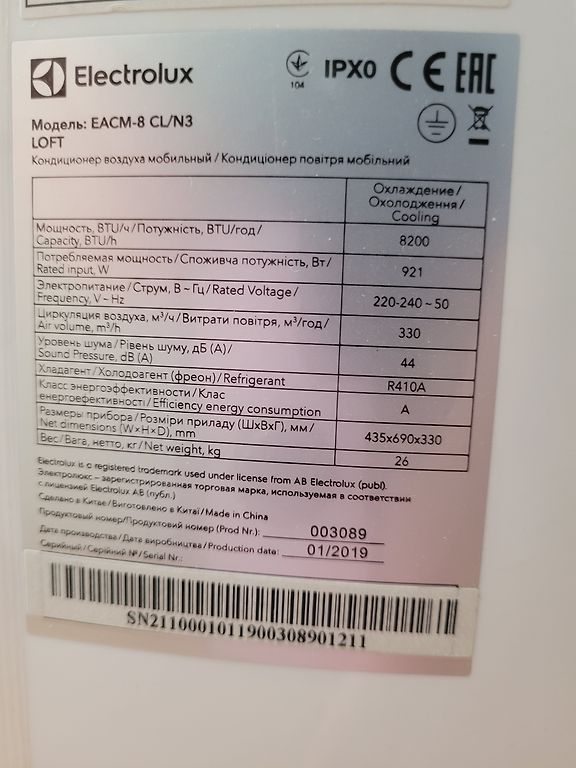 Electrolux
104
IPX0 CE EAC
Модель: EACM-8 CL/N3
LOFT
Кондиционер воздуха мобильный / Кондиціонер повітря мобільний
Охлаждение /
Охолодження /
Cooling
Мощность, BTU/ч / Потужність, BTU/год /
Capacity, BTU/h
8200
Потребляемая мощность / Споживча потужність, Вт /
Rated input, W
921
Электропитание / Струм, В ~ Гц / Rated Voltage /
Frequency, V ~ Hz
220-240 ~ 50
Циркуляция воздуха, м³/ч / Витрати повітря, м³/год /
Air volume, m³/h
330
Уровень шума / Рівень шуму, дБ (А) /
Sound Pressure, dB (A)
44
Хладагент / Холодоагент (фреон) / Refrigerant
R410A
Класс энергоэффективности / Клас
енергоефективності / Efficiency energy consumption
A
Размеры прибора / Розміри приладу (ШxВxГ), мм /
Net dimensions (W×H×D), mm
435x690x330
Вес / Вага, нетто, кг / Net weight, kg
26
Electrolux is a registered trademark used under license from AB Electrolux (publ).
Электролюкс – зарегистрированная торговая марка, используемая в соответствии
с лицензией Electrolux AB (публ.)
Сделано в Китае / Виготовлено в Китаї / Made in China
Продуктовый номер / Продуктовий номер (Prod Nr.): 003089
Дата производства / Дата виробництва / Production date: 01/2019
Серийный / Серійний № / Serial Nr.:
SN2110001011900308901211